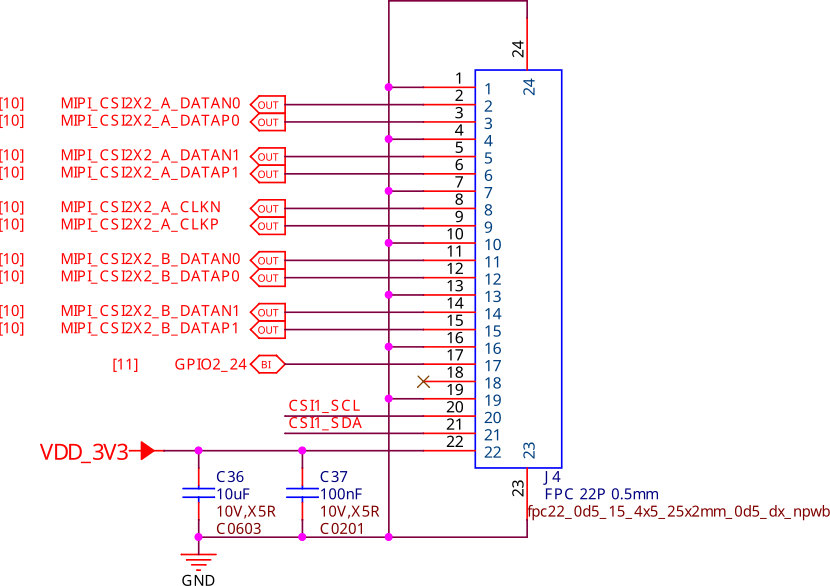 24
24
1 1
[10] MIPI_CSI2X2_A_DATAN0 OUT 2 2
[10] MIPI_CSI2X2_A_DATAP0 OUT 3 3
4 4
[10] MIPI_CSI2X2_A_DATAN1 OUT 5 5
[10] MIPI_CSI2X2_A_DATAP1 OUT 6 6
7 7
[10] MIPI_CSI2X2_A_CLKN OUT 8 8
[10] MIPI_CSI2X2_A_CLKP OUT 9 9
10 10
[10] MIPI_CSI2X2_B_DATAN0 OUT 11 11
[10] MIPI_CSI2X2_B_DATAP0 OUT 12 12
13 13
[10] MIPI_CSI2X2_B_DATAN1 OUT 14 14
[10] MIPI_CSI2X2_B_DATAP1 OUT 15 15
16 16
[11] GPIO2_24 BI 17 17
18 18
19 19
CSI1_SCL 20 20
CSI1_SDA 21 21
VDD_3V3 22 22
23
23
C36
10uF
10V,X5R
C0603
C37
100nF
10V,X5R
C0201
J4
FPC 22P 0.5mm
fpc22_0d5_15_4x5_25x2mm_0d5_dx_npwb
GND